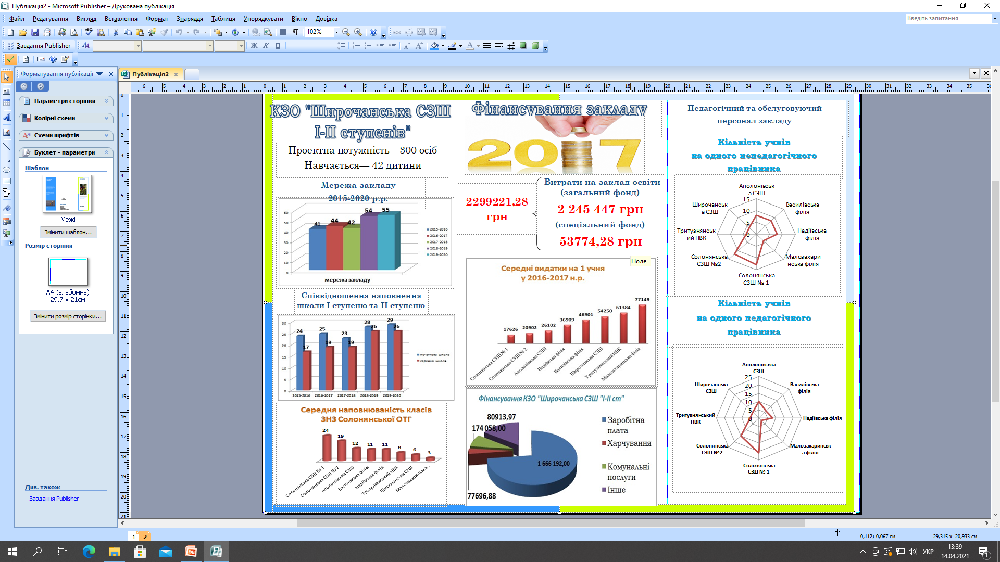 Публікація2 - Microsoft Publisher – Друкована публікація
Файл Редагування Вигляд Вставлення Формат Знаряддя Таблиця Упорядкувати Вікно Довідка
Введіть запитання
102%
Завдання Publisher
Ж К П
Форматування публікації
Публікація2
Параметри сторінки
Колірні схеми
Схеми шрифтів
Буклет - параметри
Шаблон
Межі
Змінити шаблон...
Розмір сторінки
А4 (альбомна)
29,7 x 21см
Змінити розмір сторінки...
Див. також
Завдання Publisher
КЗО "Широчанська СЗШ
І-ІІ ступенів"
Проектна потужність—300 осіб
Навчається— 42 дитини
Мережа закладу
2015-2020 р.р.
60
50
40
30
20
10
0
41 44 42 54 55
2015-2016
2016-2017
2017-2018
2018-2019
2019-2020
мережа закладу
Співвідношення наповнення
школи І ступеню та ІІ ступеню
30
25
20
15
10
5
0
24 17 25 19 23 19 28 26 29 26
початкова школа
середня школа
2015-2016 2016-2017 2017-2018 2018-2019 2019-2020
Середня наповнюваність класів
ЗНЗ Солонянської ОТГ
24 19 12 11 11 8 6 3
Солонянська СЗШ № 1
Солонянська СЗШ № 2
Аполонівська СЗШ
Василівська філія
Надіївська філія
Тритузнянський НВК
Широчанська СЗШ
Малозахаринська...
Фінансування закладу
2017
2299221,28
грн
Витрати на заклад освіти
(загальний фонд)
2 245 447 грн
(спеціальний фонд)
53774,28 грн
Поле
Середні видатки на 1 учня
у 2016-2017 н.р.
17626 20902 26102 36909 46901 54250 61384 77149
Солонянська СЗШ № 1
Солонянська СЗШ № 2
Аполонівська СЗШ
Надіївська філія
Василівська філія
Широчанська СЗШ
Тритузнянський НВК
Малозахаринська філія
Фінансування КЗО "Широчанська СЗШ "І-ІІ ст"
80913,97
174 058,00
1 666 192,00
77696,88
Заробітна
плата
Харчування
Комунальні
послуги
Інше
Педагогічний та обслуговуючий
персонал закладу
Кількість учнів
на одного непедагогічного
працівника
Аполонівськ
а СЗШ
Василівська
філія
Надіївська
філія
Малозахари
нська філія
Солонянська
СЗШ № 1
Солонянська
СЗШ №2
Тритузнянськ
ий НВК
Широчанськ
а СЗШ
15
10
5
0
Кількість учнів
на одного педагогічного
працівника
Аполонівська
СЗШ
Василівська
філія
Надіївська філія
Малозахаринськ
а філія
Солонянська
СЗШ № 1
Солонянська
СЗШ №2
Тритузнянський
НВК
Широчанська
СЗШ
25
20
15
10
5
0
1 2
0,112; 0,067 см
29,315 x 20,933 см
УКР
13:39
14.04.2021
1